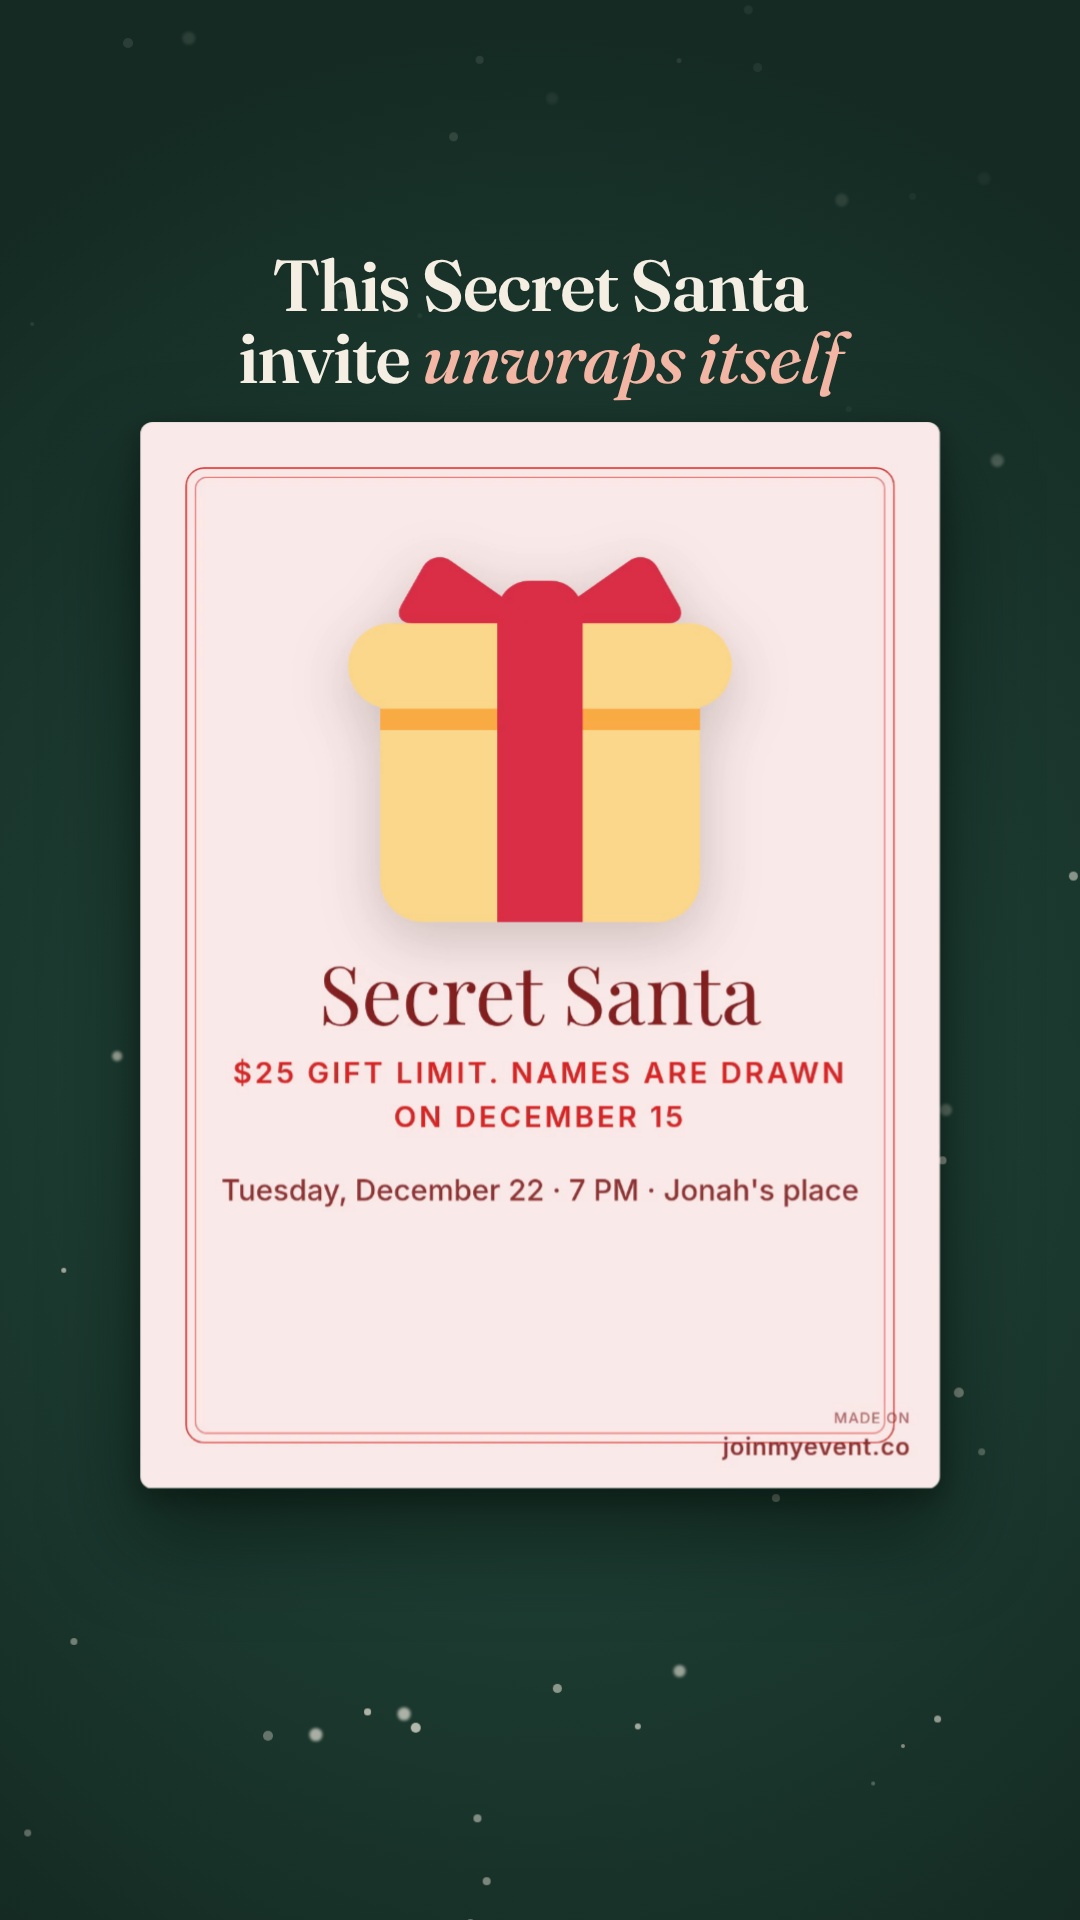 This Secret Santa
invite unwraps itself
Secret Santa
$25 GIFT LIMIT. NAMES ARE DRAWN
ON DECEMBER 15
Tuesday, December 22 · 7 PM · Jonah's place
MADE ON
joinmyevent.co